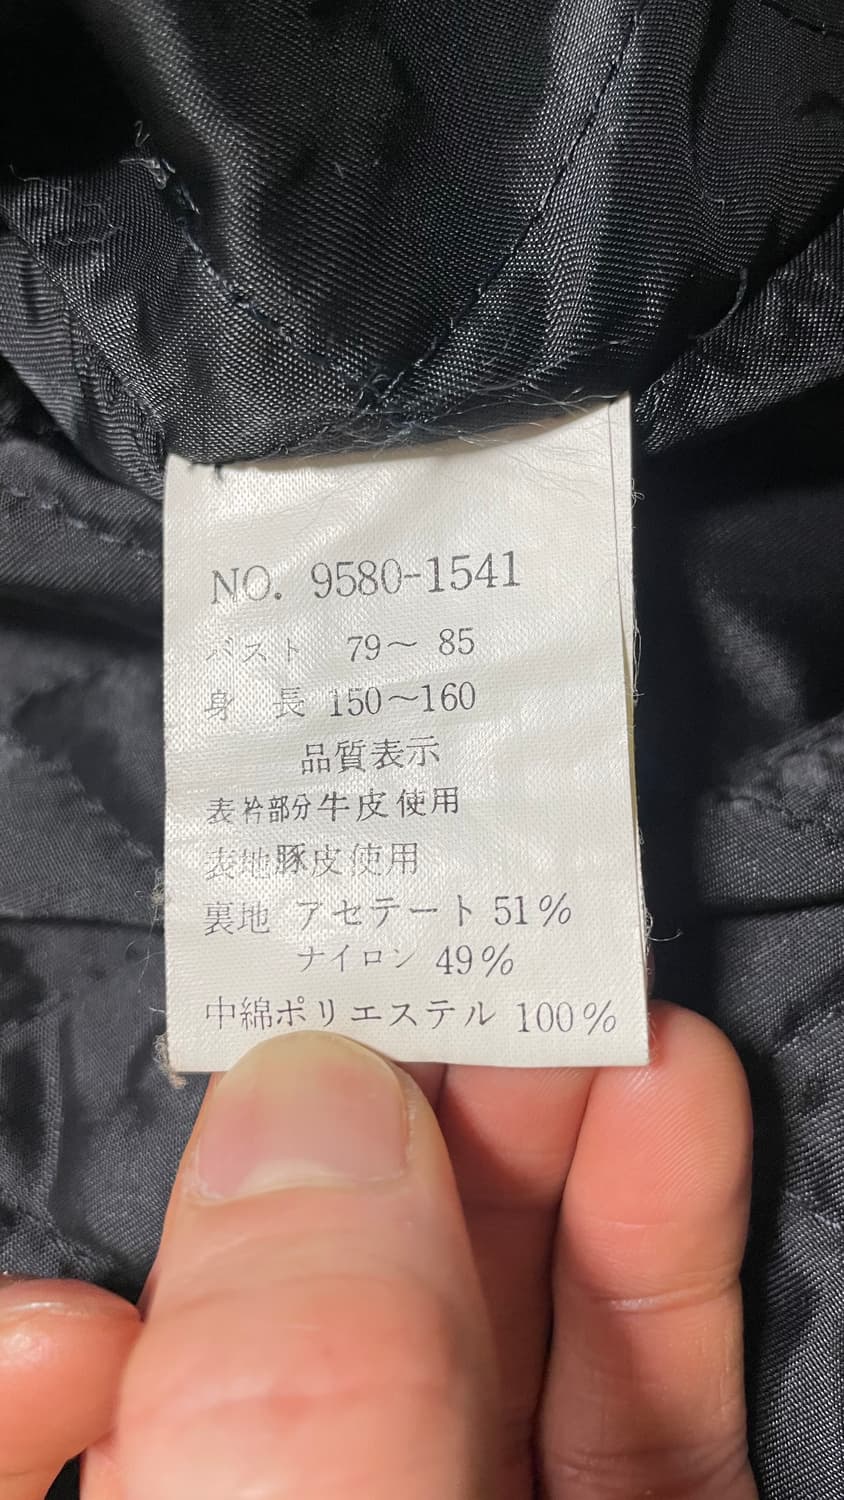 NO. 9580-1541
バスト 79～85
身長 150～160
品質表示
表衿部分牛皮使用
表地豚皮使用
裏地 アセテート 51%
ナイロン 49%
中綿ポリエステル 100%